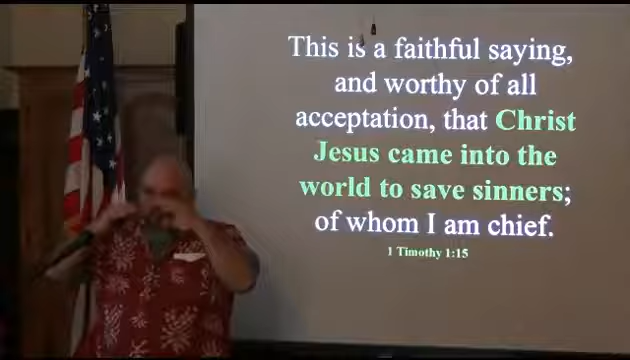 This is a faithful saying,
and worthy of all
acceptation, that Christ
Jesus came into the
world to save sinners;
of whom I am chief.
1 Timothy 1:15